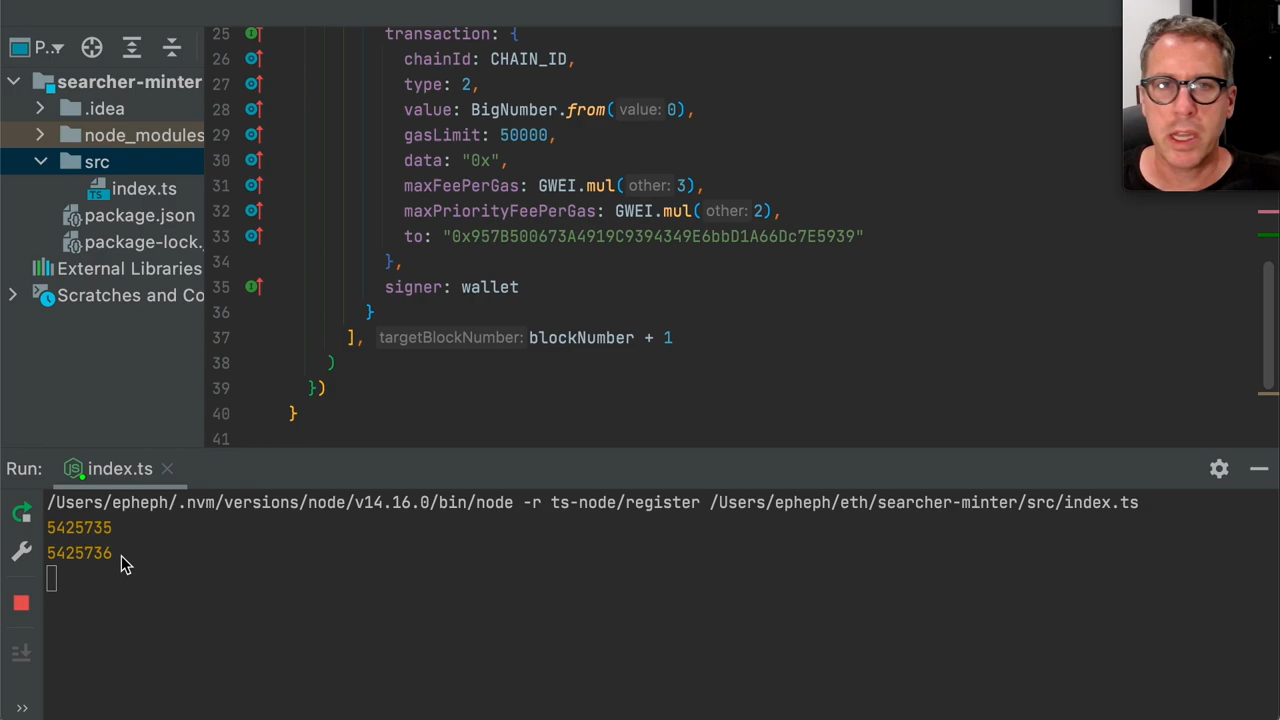 P..
searcher-minter
.idea
node_modules
src
index.ts
package.json
package-lock.
External Libraries
Scratches and Co
25 transaction: {
26 chainId: CHAIN_ID,
27 type: 2,
28 value: BigNumber.from( value: 0),
29 gasLimit: 50000,
30 data: "0x",
31 maxFeePerGas: GWEI.mul( other: 3),
32 maxPriorityFeePerGas: GWEI.mul( other: 2),
33 to: "0x957B500673A4919C9394349E6bbD1A66Dc7E5939"
34 },
35 signer: wallet
36 }
37 ], targetBlockNumber: blockNumber + 1
38 )
39 })
40 }
41
Run: index.ts
/Users/epheph/.nvm/versions/node/v14.16.0/bin/node -r ts-node/register /Users/epheph/eth/searcher-minter/src/index.ts
5425735
5425736